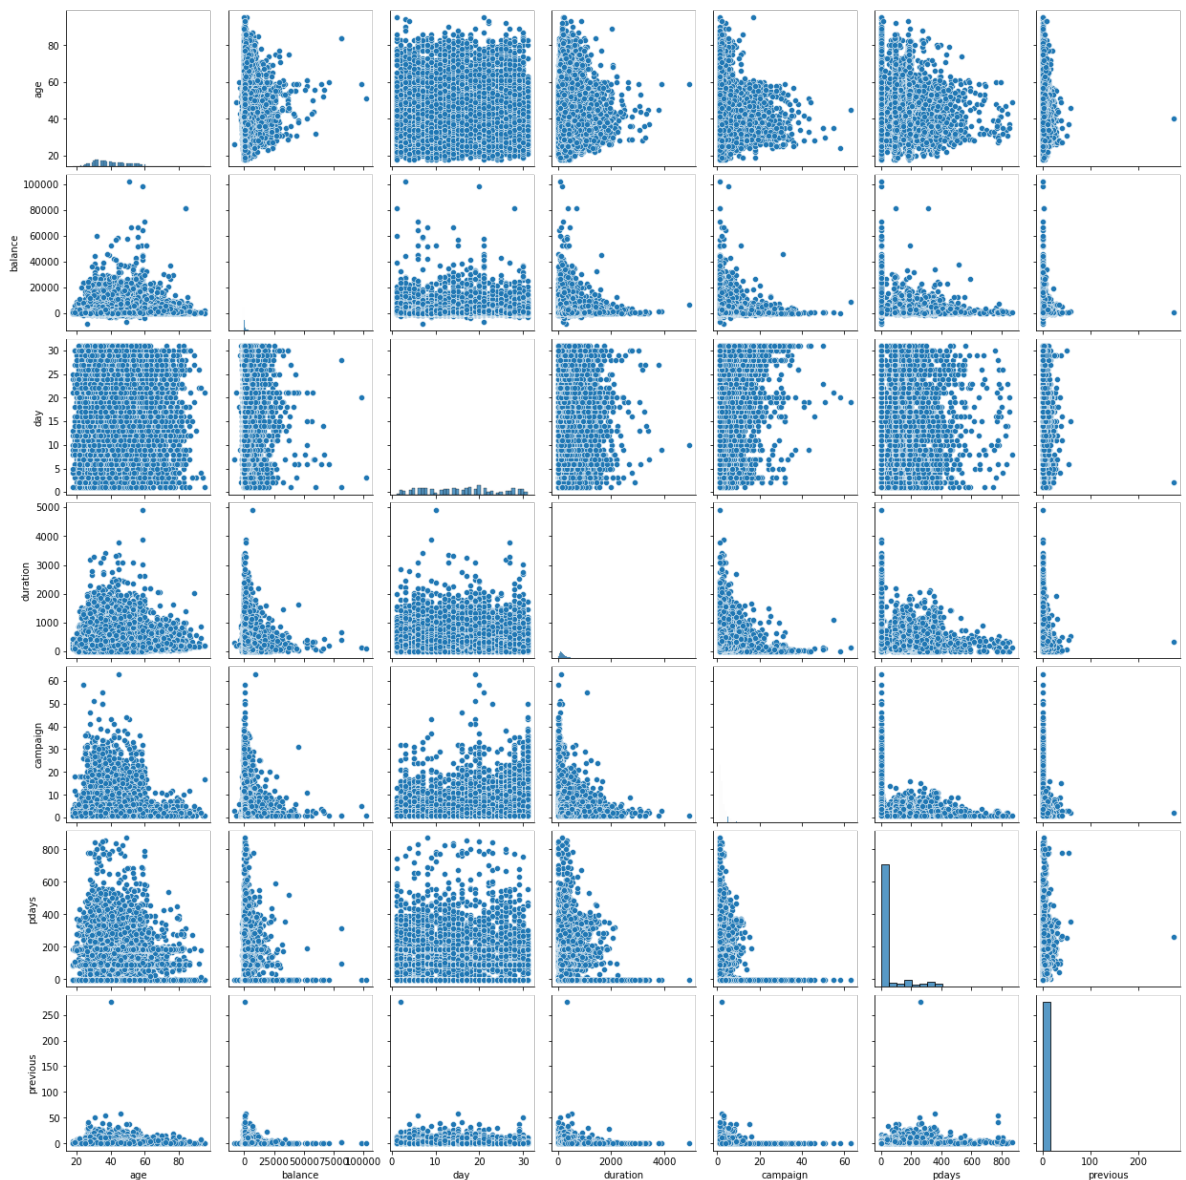 80
60
40
20
age
100000
80000
60000
40000
20000
0
balance
30
25
20
15
10
5
0
day
5000
4000
3000
2000
1000
0
duration
60
50
40
30
20
10
0
campaign
800
600
400
200
0
pdays
250
200
150
100
50
0
previous
20 40 60 80
0 25000 50000 75000 100000
0 10 20 30
0 2000 4000
0 20 40 60
0 200 400 600 800
0 100 200
age balance day duration campaign pdays previous